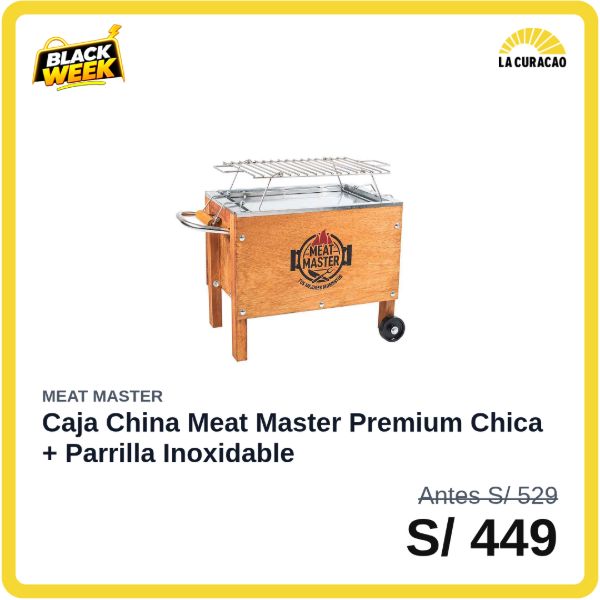 BLACK
WEEK
LA CURACAO
MEAT
MASTER
MEAT MASTER
Caja China Meat Master Premium Chica
+ Parrilla Inoxidable
Antes S/ 529
S/ 449